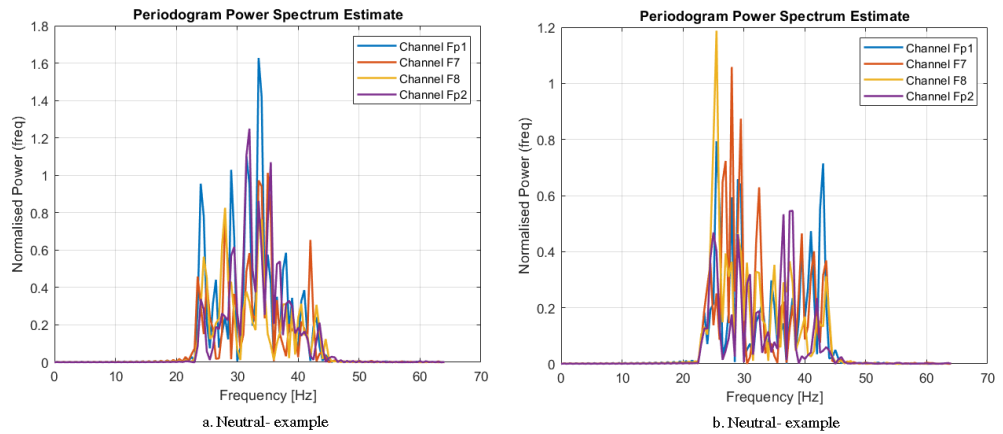 Periodogram Power Spectrum Estimate
1.8
1.6
1.4
1.2
1
0.8
0.6
0.4
0.2
0
Normalised Power (freq)
Channel Fp1
Channel F7
Channel F8
Channel Fp2
0 10 20 30 40 50 60 70
Frequency [Hz]
a. Neutral- example
Periodogram Power Spectrum Estimate
1.2
1
0.8
0.6
0.4
0.2
0
Normalised Power (freq)
Channel Fp1
Channel F7
Channel F8
Channel Fp2
0 10 20 30 40 50 60 70
Frequency [Hz]
b. Neutral- example